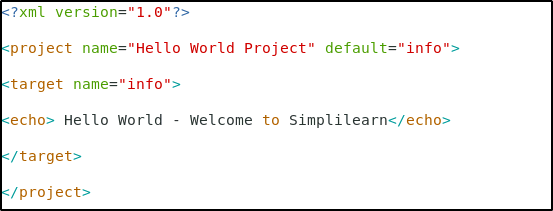 <?xml version="1.0"?>
<project name="Hello World Project" default="info">
<target name="info">
<echo> Hello World - Welcome to Simplilearn</echo>
</target>
</project>